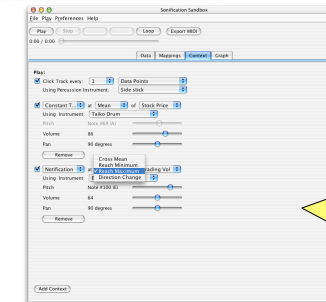 Sonification Sandbox
File Play Preferences Help
Play Stop Loop Export MIDI
0:00 / 0:00
Data Mappings Context Graph
Play:
Click Track every: 1 Data Points
Using Percussion Instrument: Side stick
Constant T... at Mean of Stock Price
Using Instrument: Taiko Drum
Pitch Note #69 (A)
Volume 86
Pan 90 degrees
Remove
Cross Mean
Reach Minimum
Notification Reach Maximum ading Vol
Using Instrument: Direction Change
Pitch Note #100 (E)
Volume 64
Pan 90 degrees
Remove
Add Context